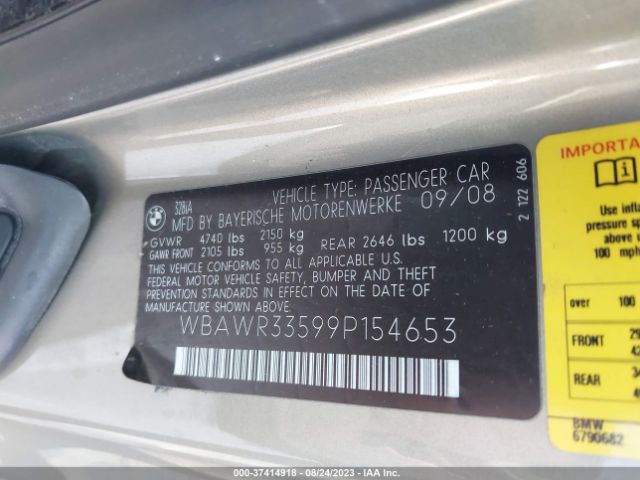 BMW
328iA
VEHICLE TYPE: PASSENGER CAR
MFD BY BAYERISCHE MOTORENWERKE 09/08
GVWR 4740 lbs 2150 kg
GAWR FRONT 2105 lbs 955 kg REAR 2646 lbs 1200 kg
THIS VEHICLE CONFORMS TO ALL APPLICABLE U.S.
FEDERAL MOTOR VEHICLE SAFETY, BUMPER AND THEFT
PREVENTION STANDARDS IN EFFECT ON THE DATE OF
MANUFACTURE SHOWN ABOVE.
WBAWR33599P154653
2 122 606
IMPORTA
Use infla
pressure sp
above
100 mph
over 100
FRONT
REAR
BMW
6790682
000-37414918 - 08/24/2023 - IAAI.COM